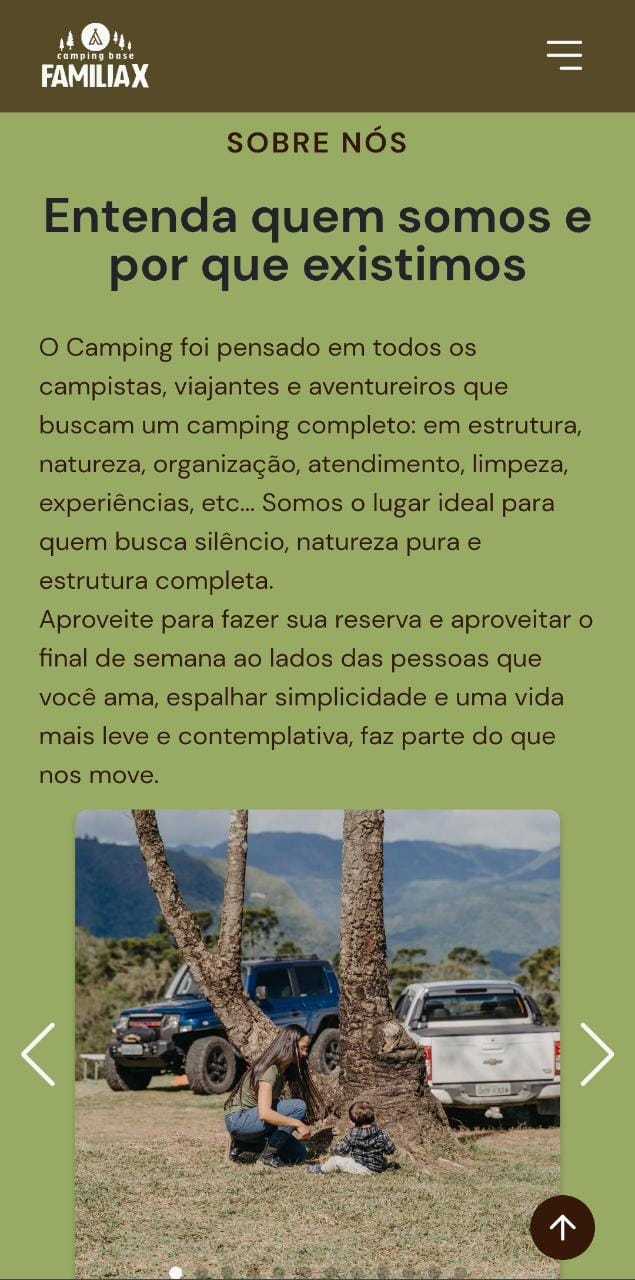 camping base
FAMILIA X
SOBRE NÓS
Entenda quem somos e
por que existimos
O Camping foi pensado em todos os
campistas, viajantes e aventureiros que
buscam um camping completo: em estrutura,
natureza, organização, atendimento, limpeza,
experiências, etc... Somos o lugar ideal para
quem busca silêncio, natureza pura e
estrutura completa.
Aproveite para fazer sua reserva e aproveitar o
final de semana ao lados das pessoas que
você ama, espalhar simplicidade e uma vida
mais leve e contemplativa, faz parte do que
nos move.